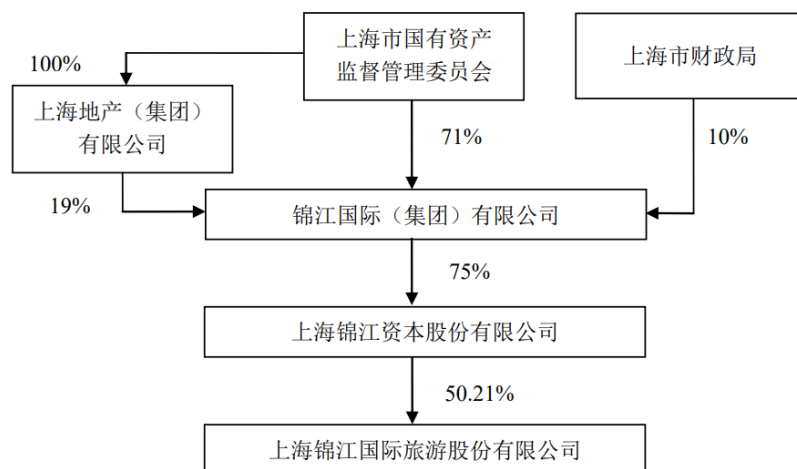 上海市国有资产
监督管理委员会
上海市财政局
100%
上海地产（集团）
有限公司
71%
10%
19%
锦江国际（集团）有限公司
75%
上海锦江资本股份有限公司
50.21%
上海锦江国际旅游股份有限公司